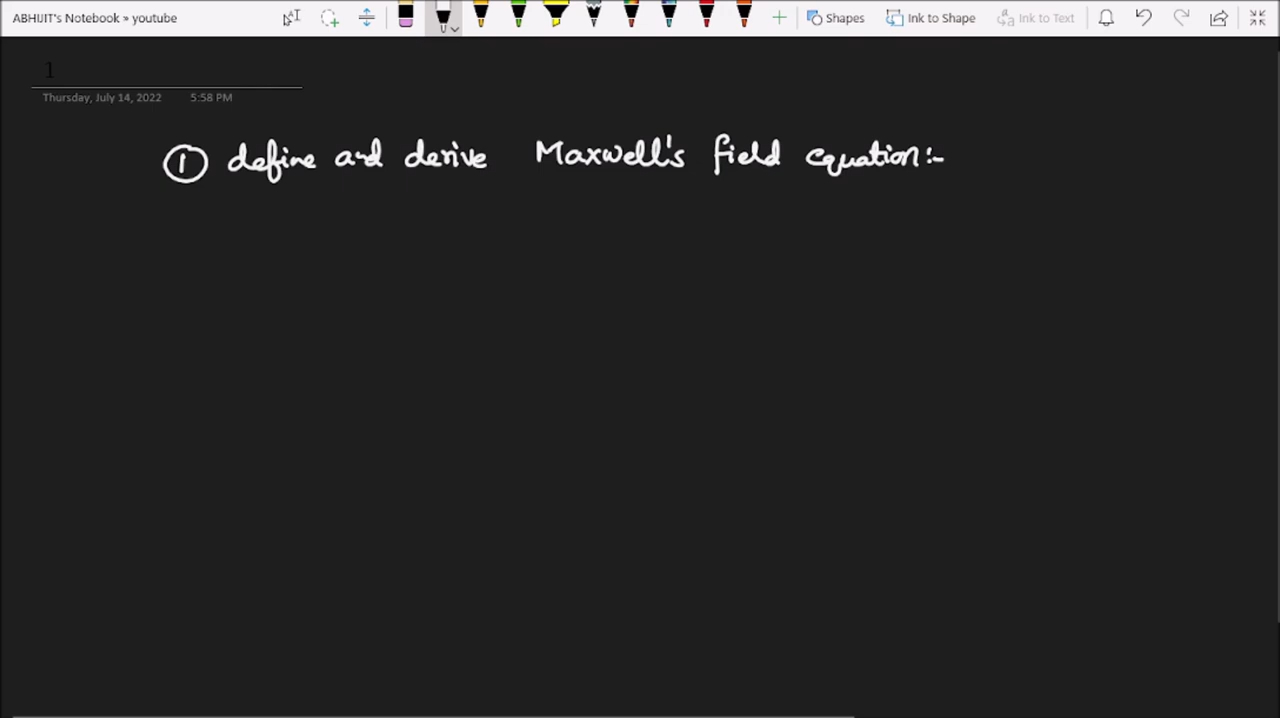 ABHIJIT's Notebook » youtube
Shapes
Ink to Shape
Ink to Text
1
Thursday, July 14, 2022 5:58 PM
① define and derive Maxwell's field equation:-